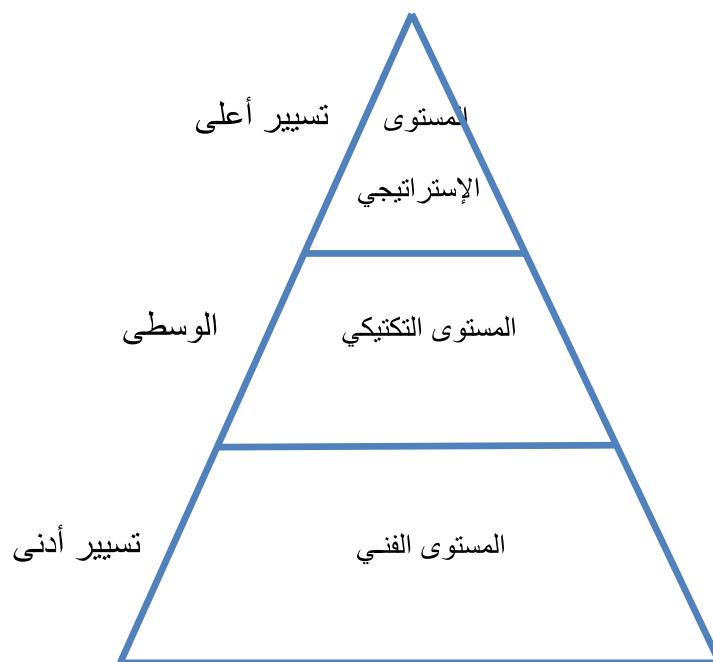 تسيير أعلى
المستوى
الإستراتيجي
الوسطى
المستوى التكتيكي
تسيير أدنى
المستوى الفني